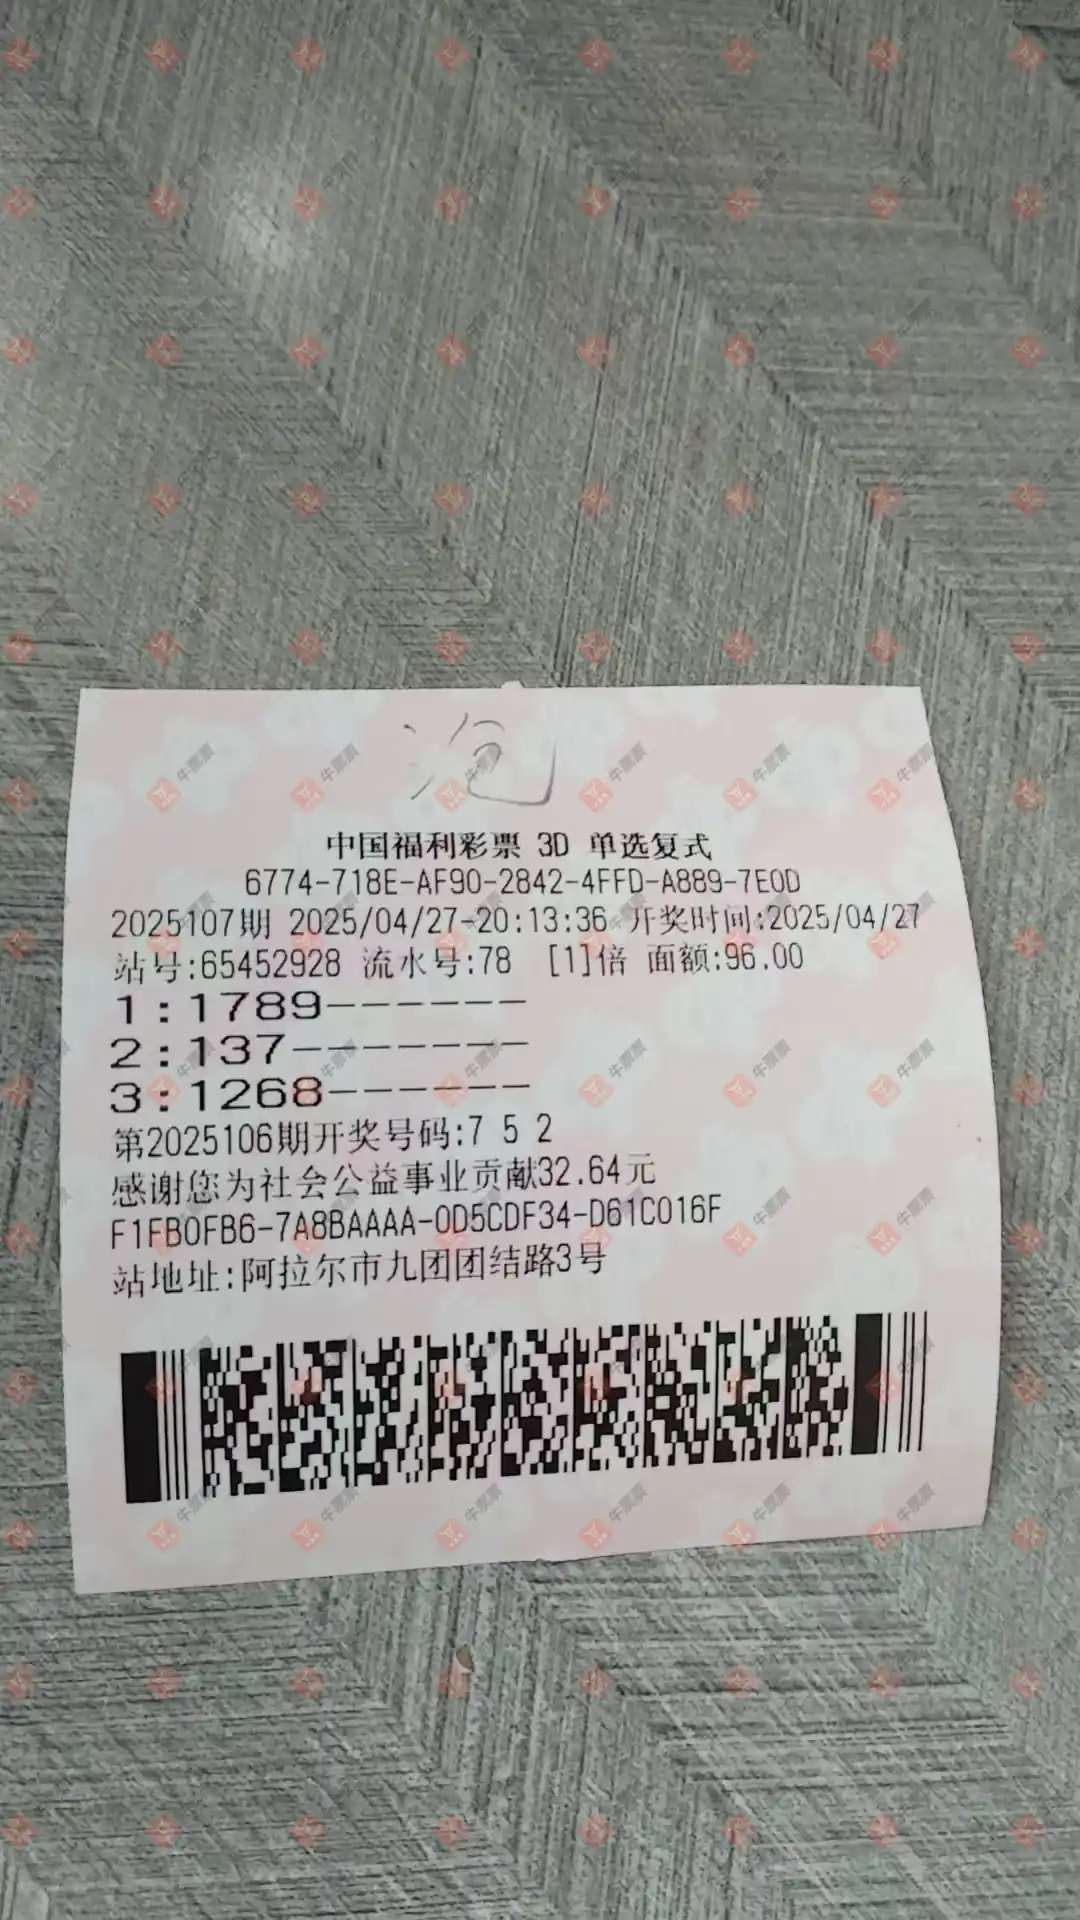 泡
中国福利彩票 3D 单选复式
6774-718E-AF90-2842-4FFD-A889-7E0D
2025107期 2025/04/27-20:13:36 开奖时间:2025/04/27
站号:65452928 流水号:78 [1]倍 面额:96.00
1:1789------
2:137-------
3:1268------
第2025106期开奖号码:7 5 2
感谢您为社会公益事业贡献32.64元
F1FB0FB6-7A8BAAAA-0D5CDF34-D61C016F
站地址:阿拉尔市九团团结路3号
牛票票